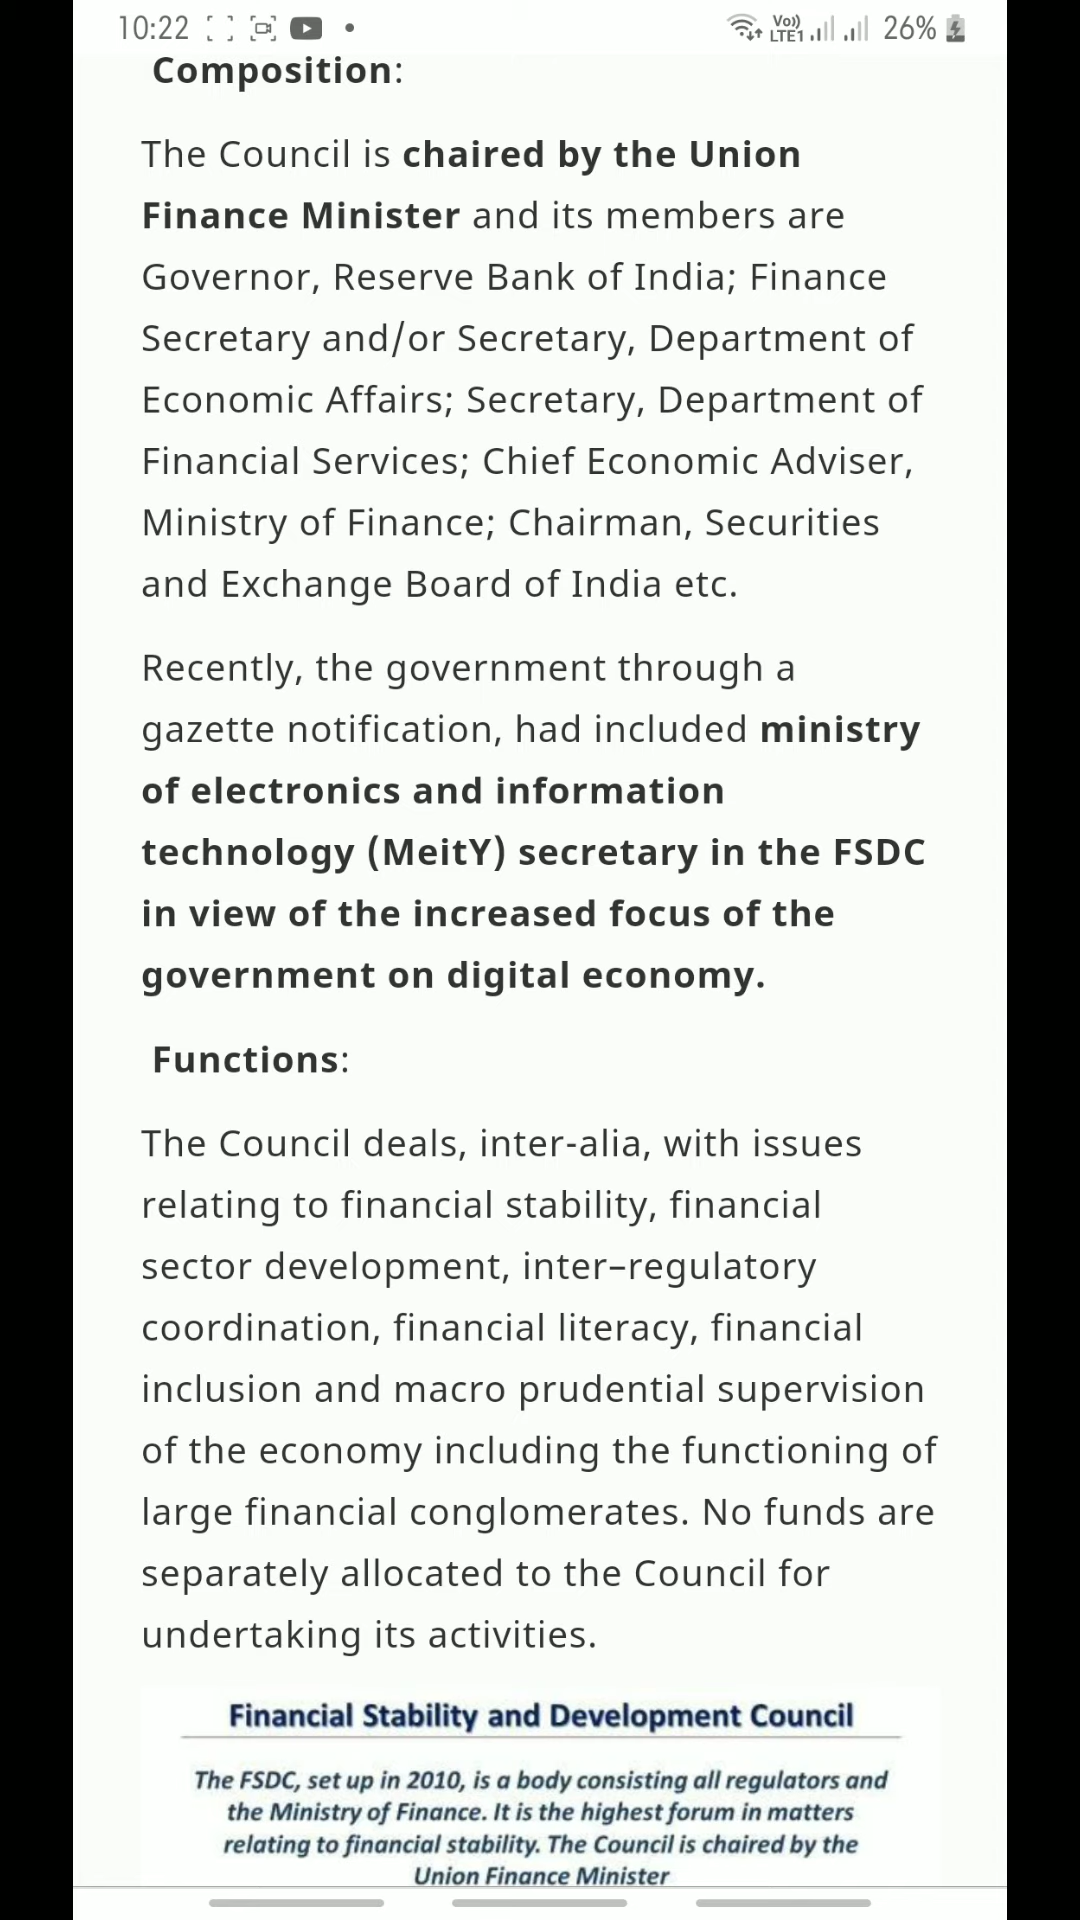 10:22
Vo)) LTE1
26%
Composition:
The Council is chaired by the Union
Finance Minister and its members are
Governor, Reserve Bank of India; Finance
Secretary and/or Secretary, Department of
Economic Affairs; Secretary, Department of
Financial Services; Chief Economic Adviser,
Ministry of Finance; Chairman, Securities
and Exchange Board of India etc.
Recently, the government through a
gazette notification, had included ministry
of electronics and information
technology (MeitY) secretary in the FSDC
in view of the increased focus of the
government on digital economy.
Functions:
The Council deals, inter-alia, with issues
relating to financial stability, financial
sector development, inter–regulatory
coordination, financial literacy, financial
inclusion and macro prudential supervision
of the economy including the functioning of
large financial conglomerates. No funds are
separately allocated to the Council for
undertaking its activities.
Financial Stability and Development Council
The FSDC, set up in 2010, is a body consisting all regulators and
the Ministry of Finance. It is the highest forum in matters
relating to financial stability. The Council is chaired by the
Union Finance Minister